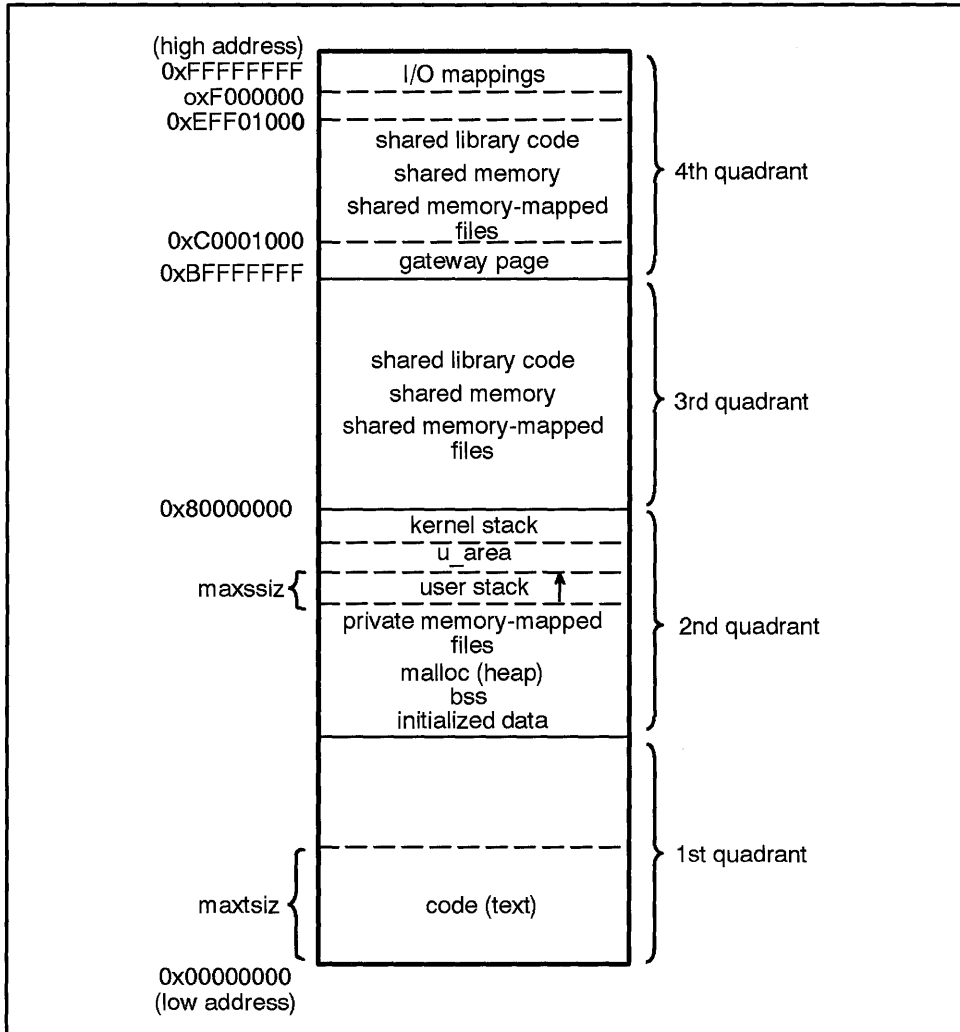 (high address)
0xFFFFFFFF
I/O mappings
oxF000000
0xEFF01000
shared library code
shared memory
shared memory-mapped
files
4th quadrant
0xC0001000
gateway page
0xBFFFFFFF
shared library code
shared memory
shared memory-mapped
files
3rd quadrant
0x80000000
kernel stack
u_area
maxssiz
user stack
private memory-mapped
files
malloc (heap)
bss
initialized data
2nd quadrant
1st quadrant
maxtsiz
code (text)
0x00000000
(low address)